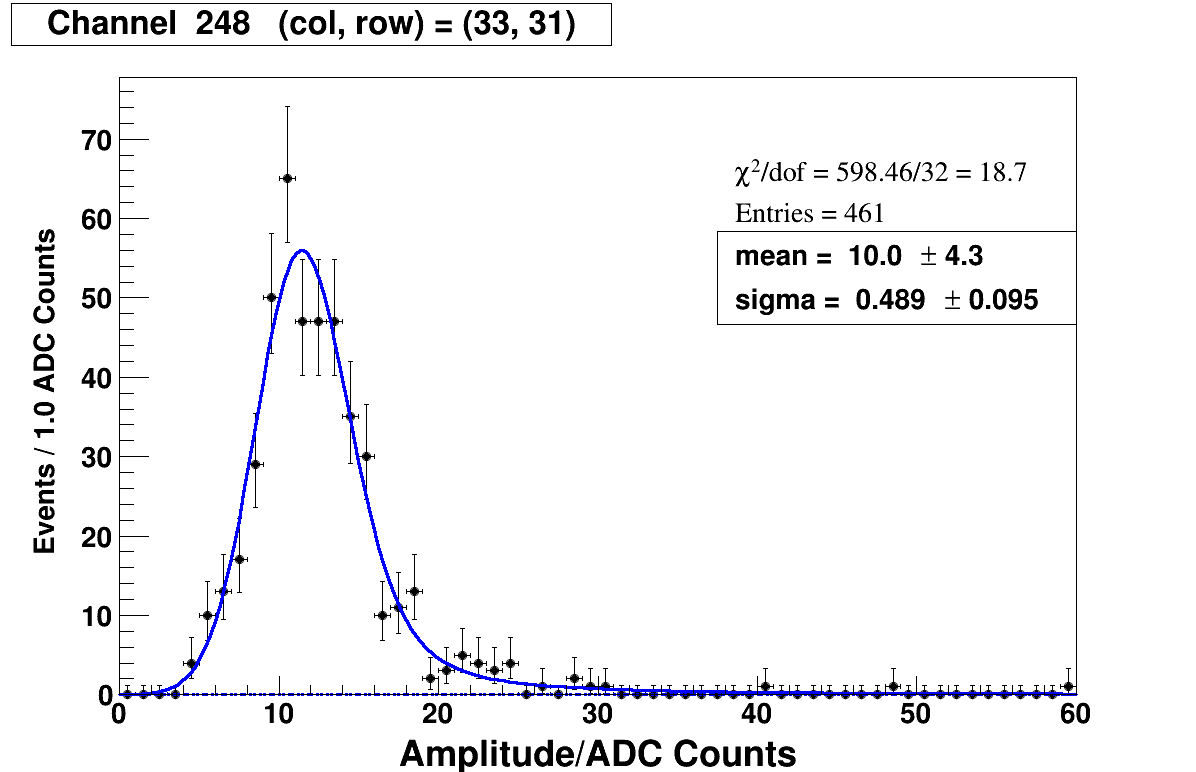 Channel 248 (col, row) = (33, 31)
χ²/dof = 598.46/32 = 18.7
Entries = 461
mean = 10.0 ± 4.3
sigma = 0.489 ± 0.095
Events / 1.0 ADC Counts
70
60
50
40
30
20
10
0
0 10 20 30 40 50 60
Amplitude/ADC Counts